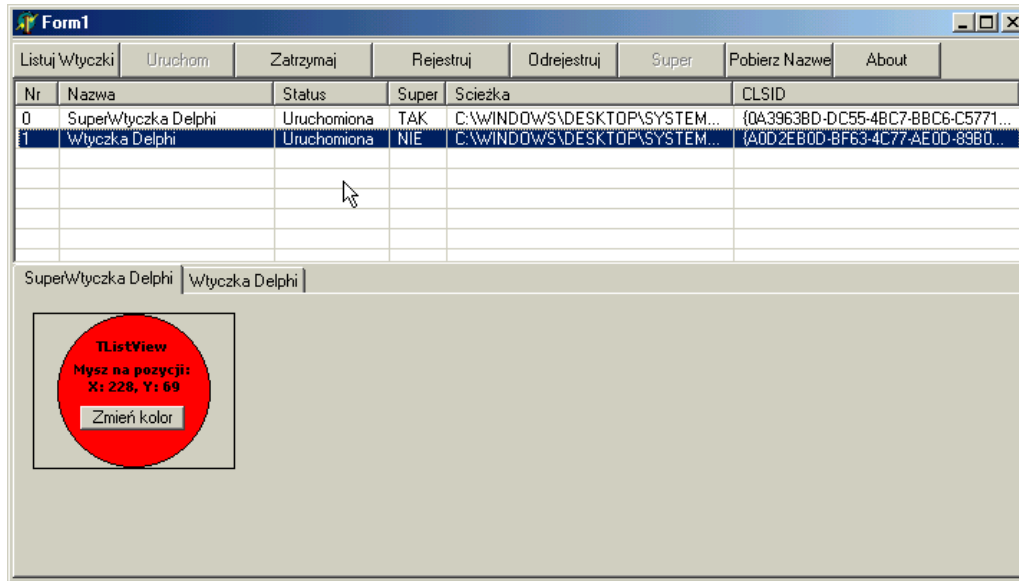 Form1
Listuj Wtyczki Uruchom Zatrzymaj Rejestruj Odrejestruj Super Pobierz Nazwe About
Nr Nazwa Status Super Scieżka CLSID
0 SuperWtyczka Delphi Uruchomiona TAK C:\WINDOWS\DESKTOP\SYSTEM... {0A3963BD-DC55-4BC7-BBC6-C5771...
1 Wtyczka Delphi Uruchomiona NIE C:\WINDOWS\DESKTOP\SYSTEM... {A0D2EB0D-BF63-4C77-AE0D-89B0...
SuperWtyczka Delphi Wtyczka Delphi
TListView
Mysz na pozycji:
X: 228, Y: 69
Zmień kolor